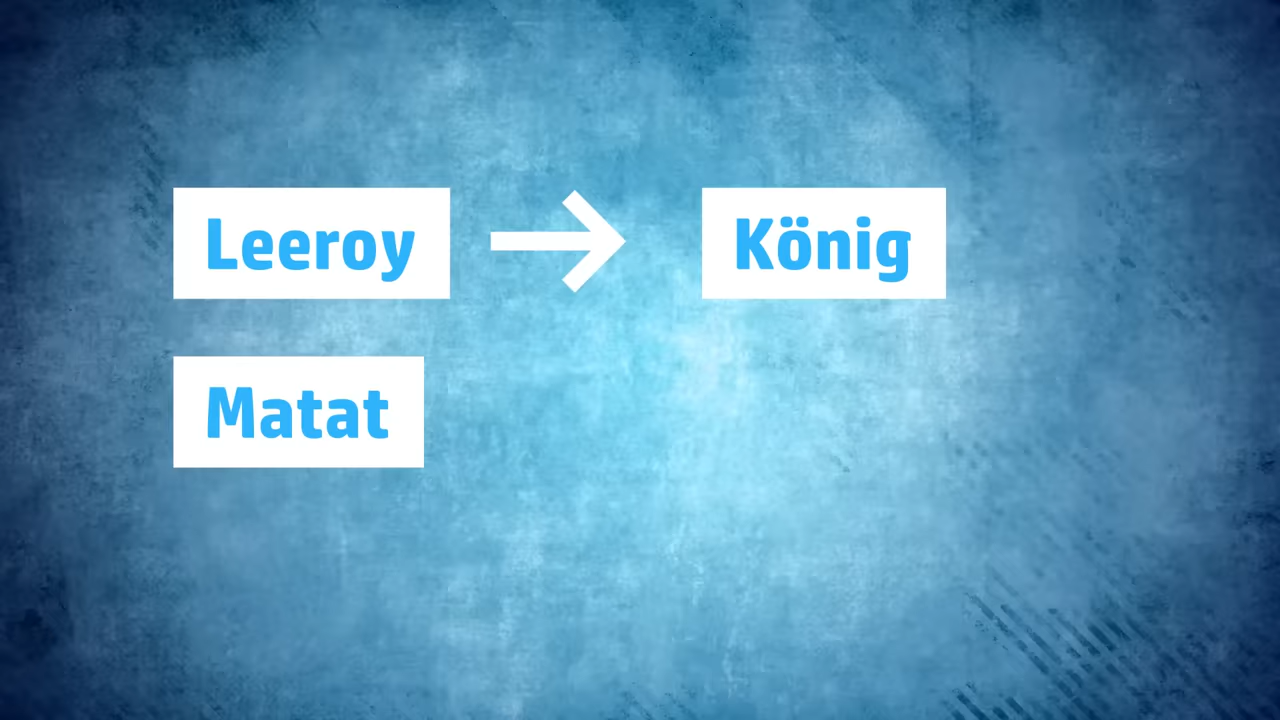 Leeroy → König
Matat